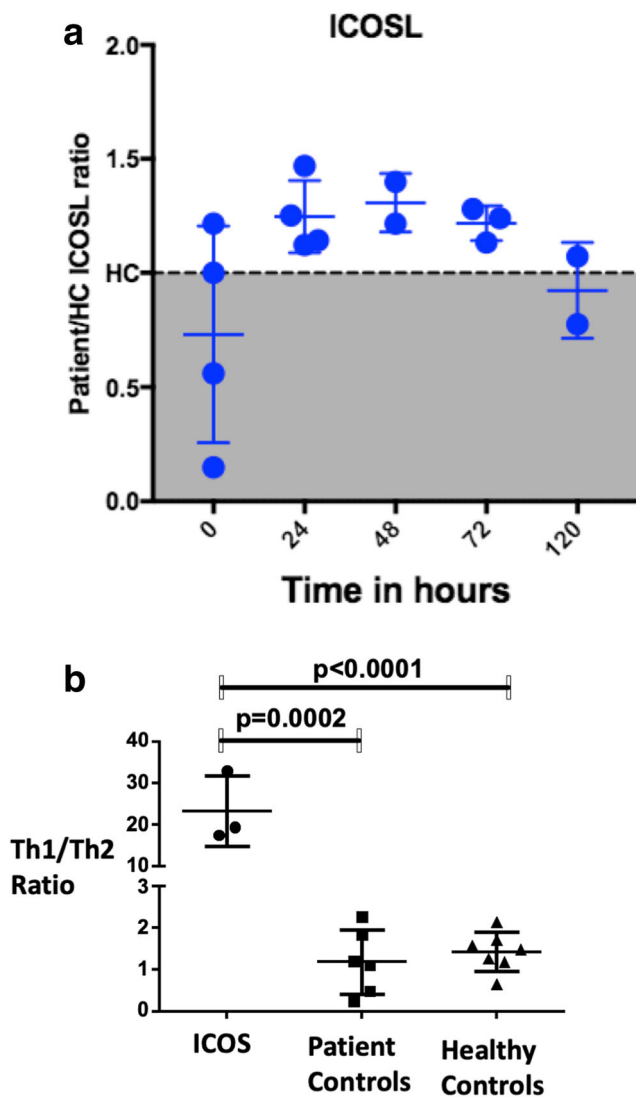 a
ICOSL
Patient/HC ICOSL ratio
2.0
1.5
HC
0.5
0.0
0
24
48
72
120
Time in hours
b
p<0.0001
p=0.0002
Th1/Th2
Ratio
40
30
20
10
3
2
1
0
ICOS
Patient
Controls
Healthy
Controls